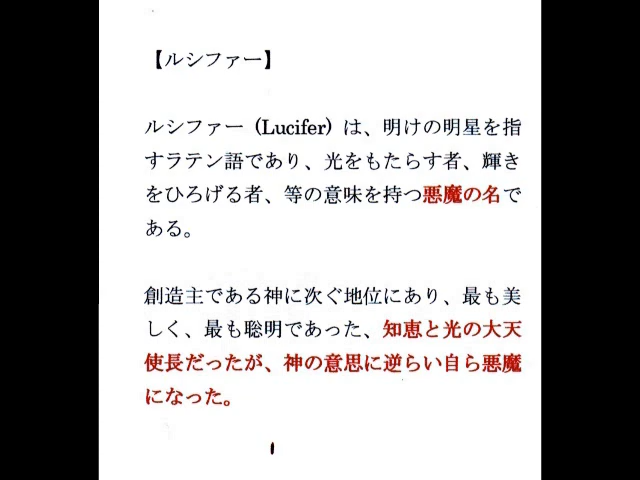 【ルシファー】
ルシファー (Lucifer) は、明けの明星を指
すラテン語であり、光をもたらす者、輝き
をひろげる者、等の意味を持つ悪魔の名で
ある。
創造主である神に次ぐ地位にあり、最も美
しく、最も聡明であった、知恵と光の大天
使長だったが、神の意思に逆らい自ら悪魔
になった。